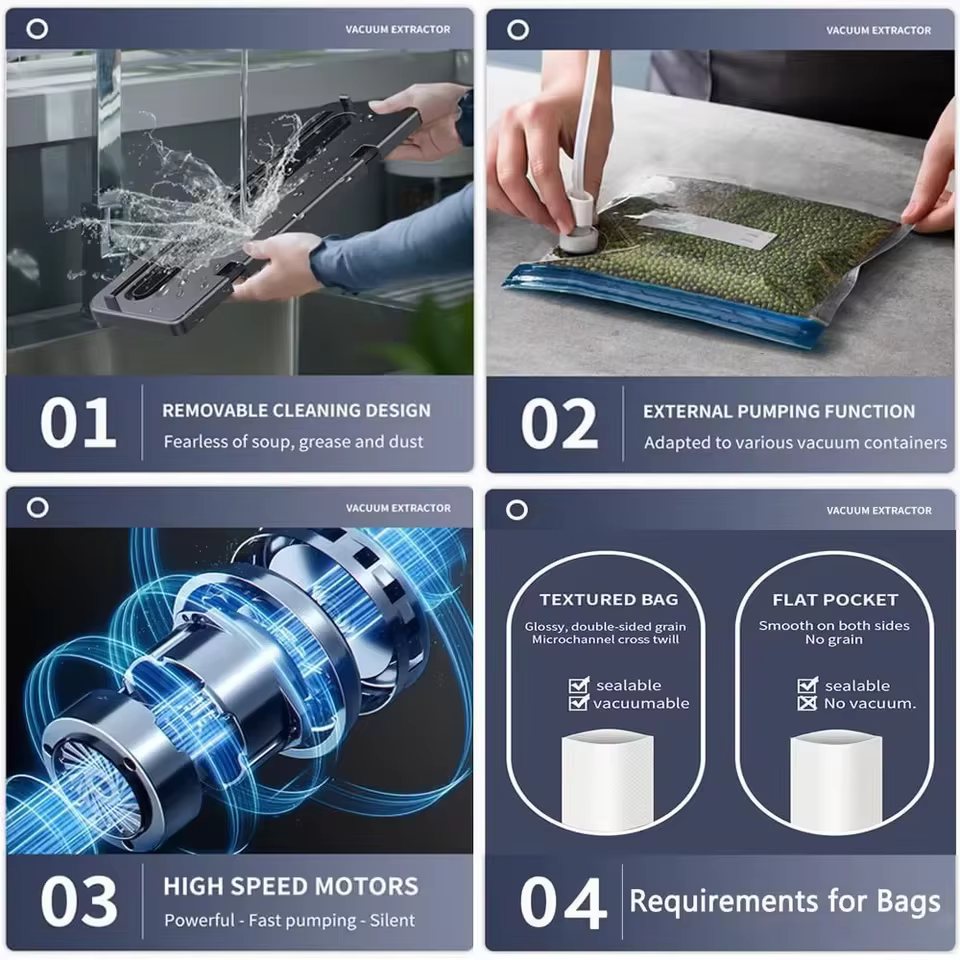 VACUUM EXTRACTOR
01
REMOVABLE CLEANING DESIGN
Fearless of soup, grease and dust
VACUUM EXTRACTOR
02
EXTERNAL PUMPING FUNCTION
Adapted to various vacuum containers
VACUUM EXTRACTOR
03
HIGH SPEED MOTORS
Powerful - Fast pumping - Silent
VACUUM EXTRACTOR
TEXTURED BAG
Glossy, double-sided grain
Microchannel cross twill
sealable
vacuumable
FLAT POCKET
Smooth on both sides
No grain
sealable
No vacuum.
04
Requirements for Bags